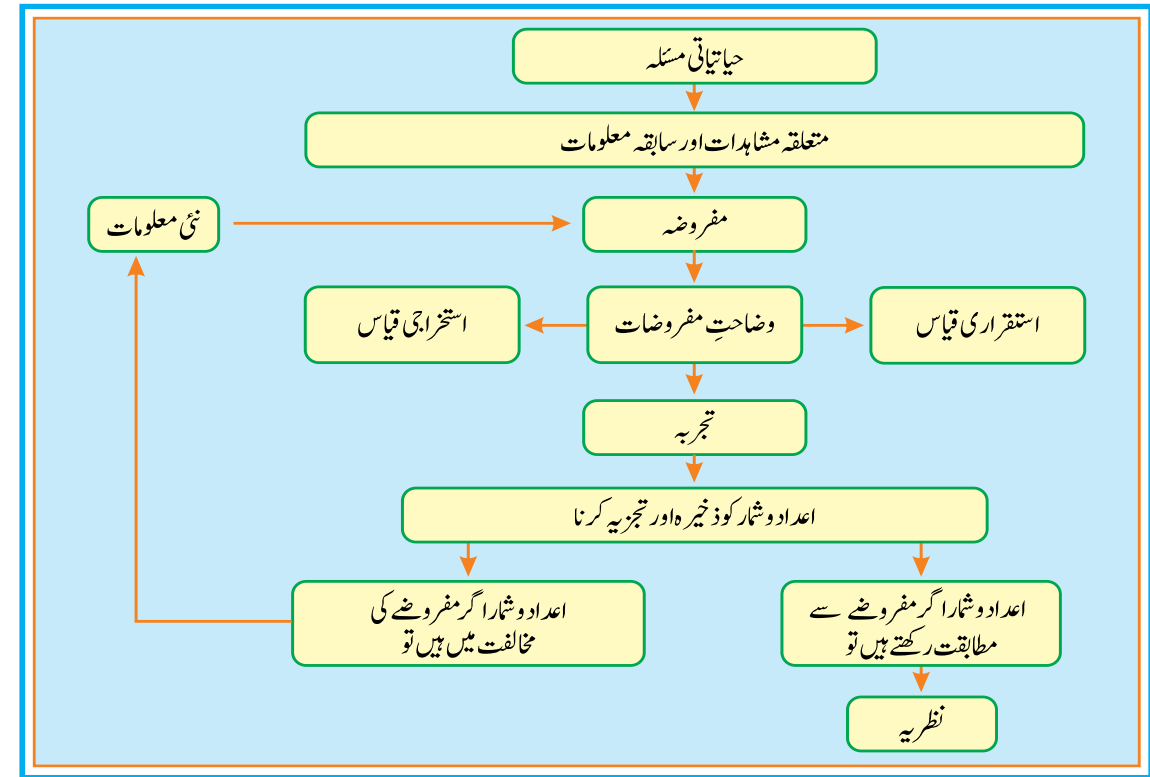 حیاتیاتی مسئلہ
متعلقہ مشاہدات اور سابقہ معلومات
مفروضہ
نئی معلومات
استقراری قیاس
وضاحتِ مفروضات
استخراجی قیاس
تجربہ
اعداد و شمار کو ذخیرہ اور تجزیہ کرنا
اعداد و شمار اگر مفروضے سے
مطابقت رکھتے ہیں تو
اعداد و شمار اگر مفروضے کی
مخالفت میں ہیں تو
نظریہ